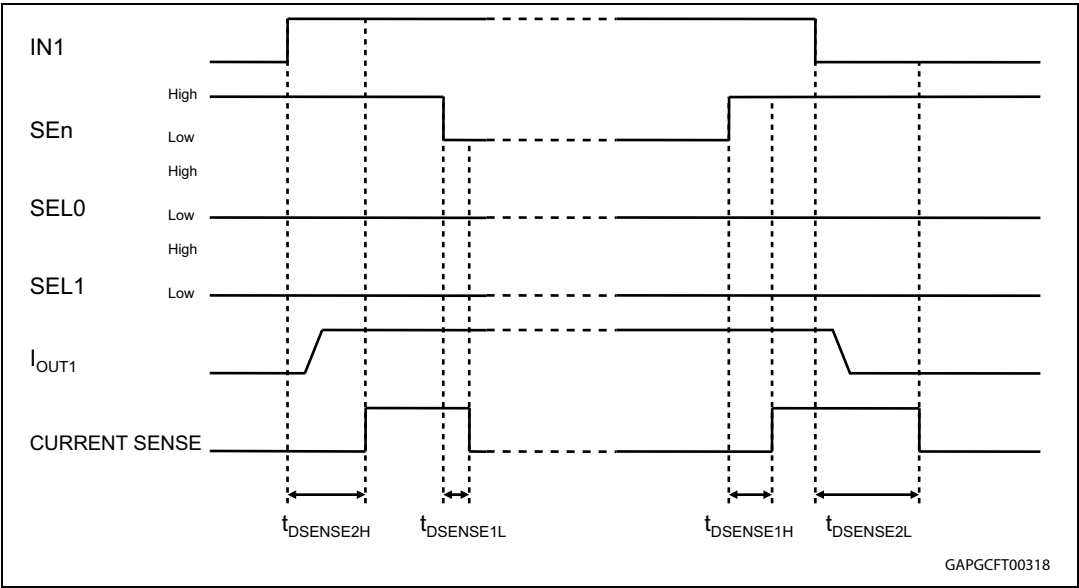 IN1
High
SEn
Low
High
SEL0
Low
High
SEL1
Low
IOUT1
CURRENT SENSE
tDSENSE2H
tDSENSE1L
tDSENSE1H
tDSENSE2L
GAPGCFT00318